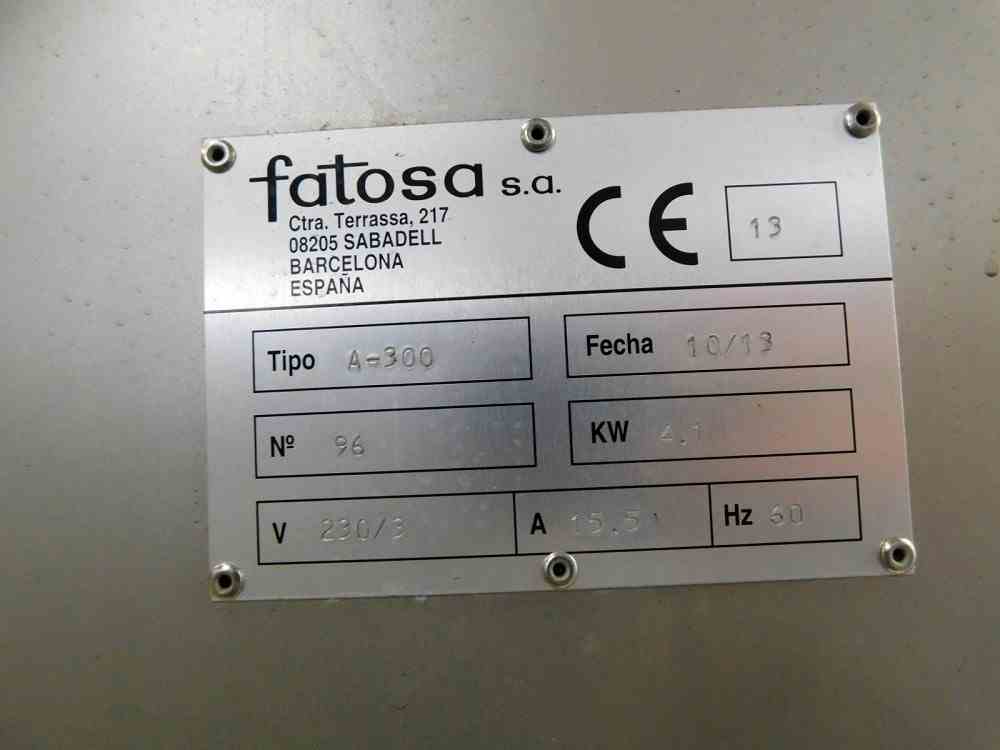 fatosa s.a.
Ctra. Terrassa, 217
08205 SABADELL
BARCELONA
ESPAÑA
CE 13
Tipo A-300
Fecha 10/13
Nº 96
KW 4.1
V 230/3
A 15.5
Hz 60